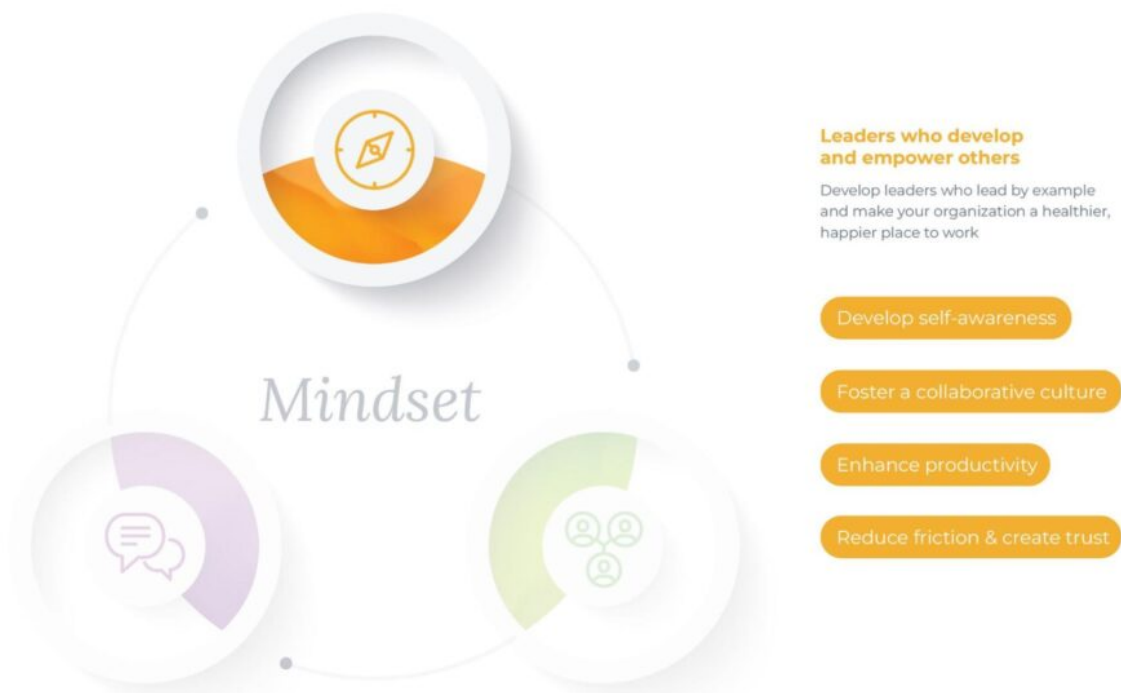 Leaders who develop
and empower others
Develop leaders who lead by example
and make your organization a healthier,
happier place to work
Mindset
Develop self-awareness
Foster a collaborative culture
Enhance productivity
Reduce friction & create trust